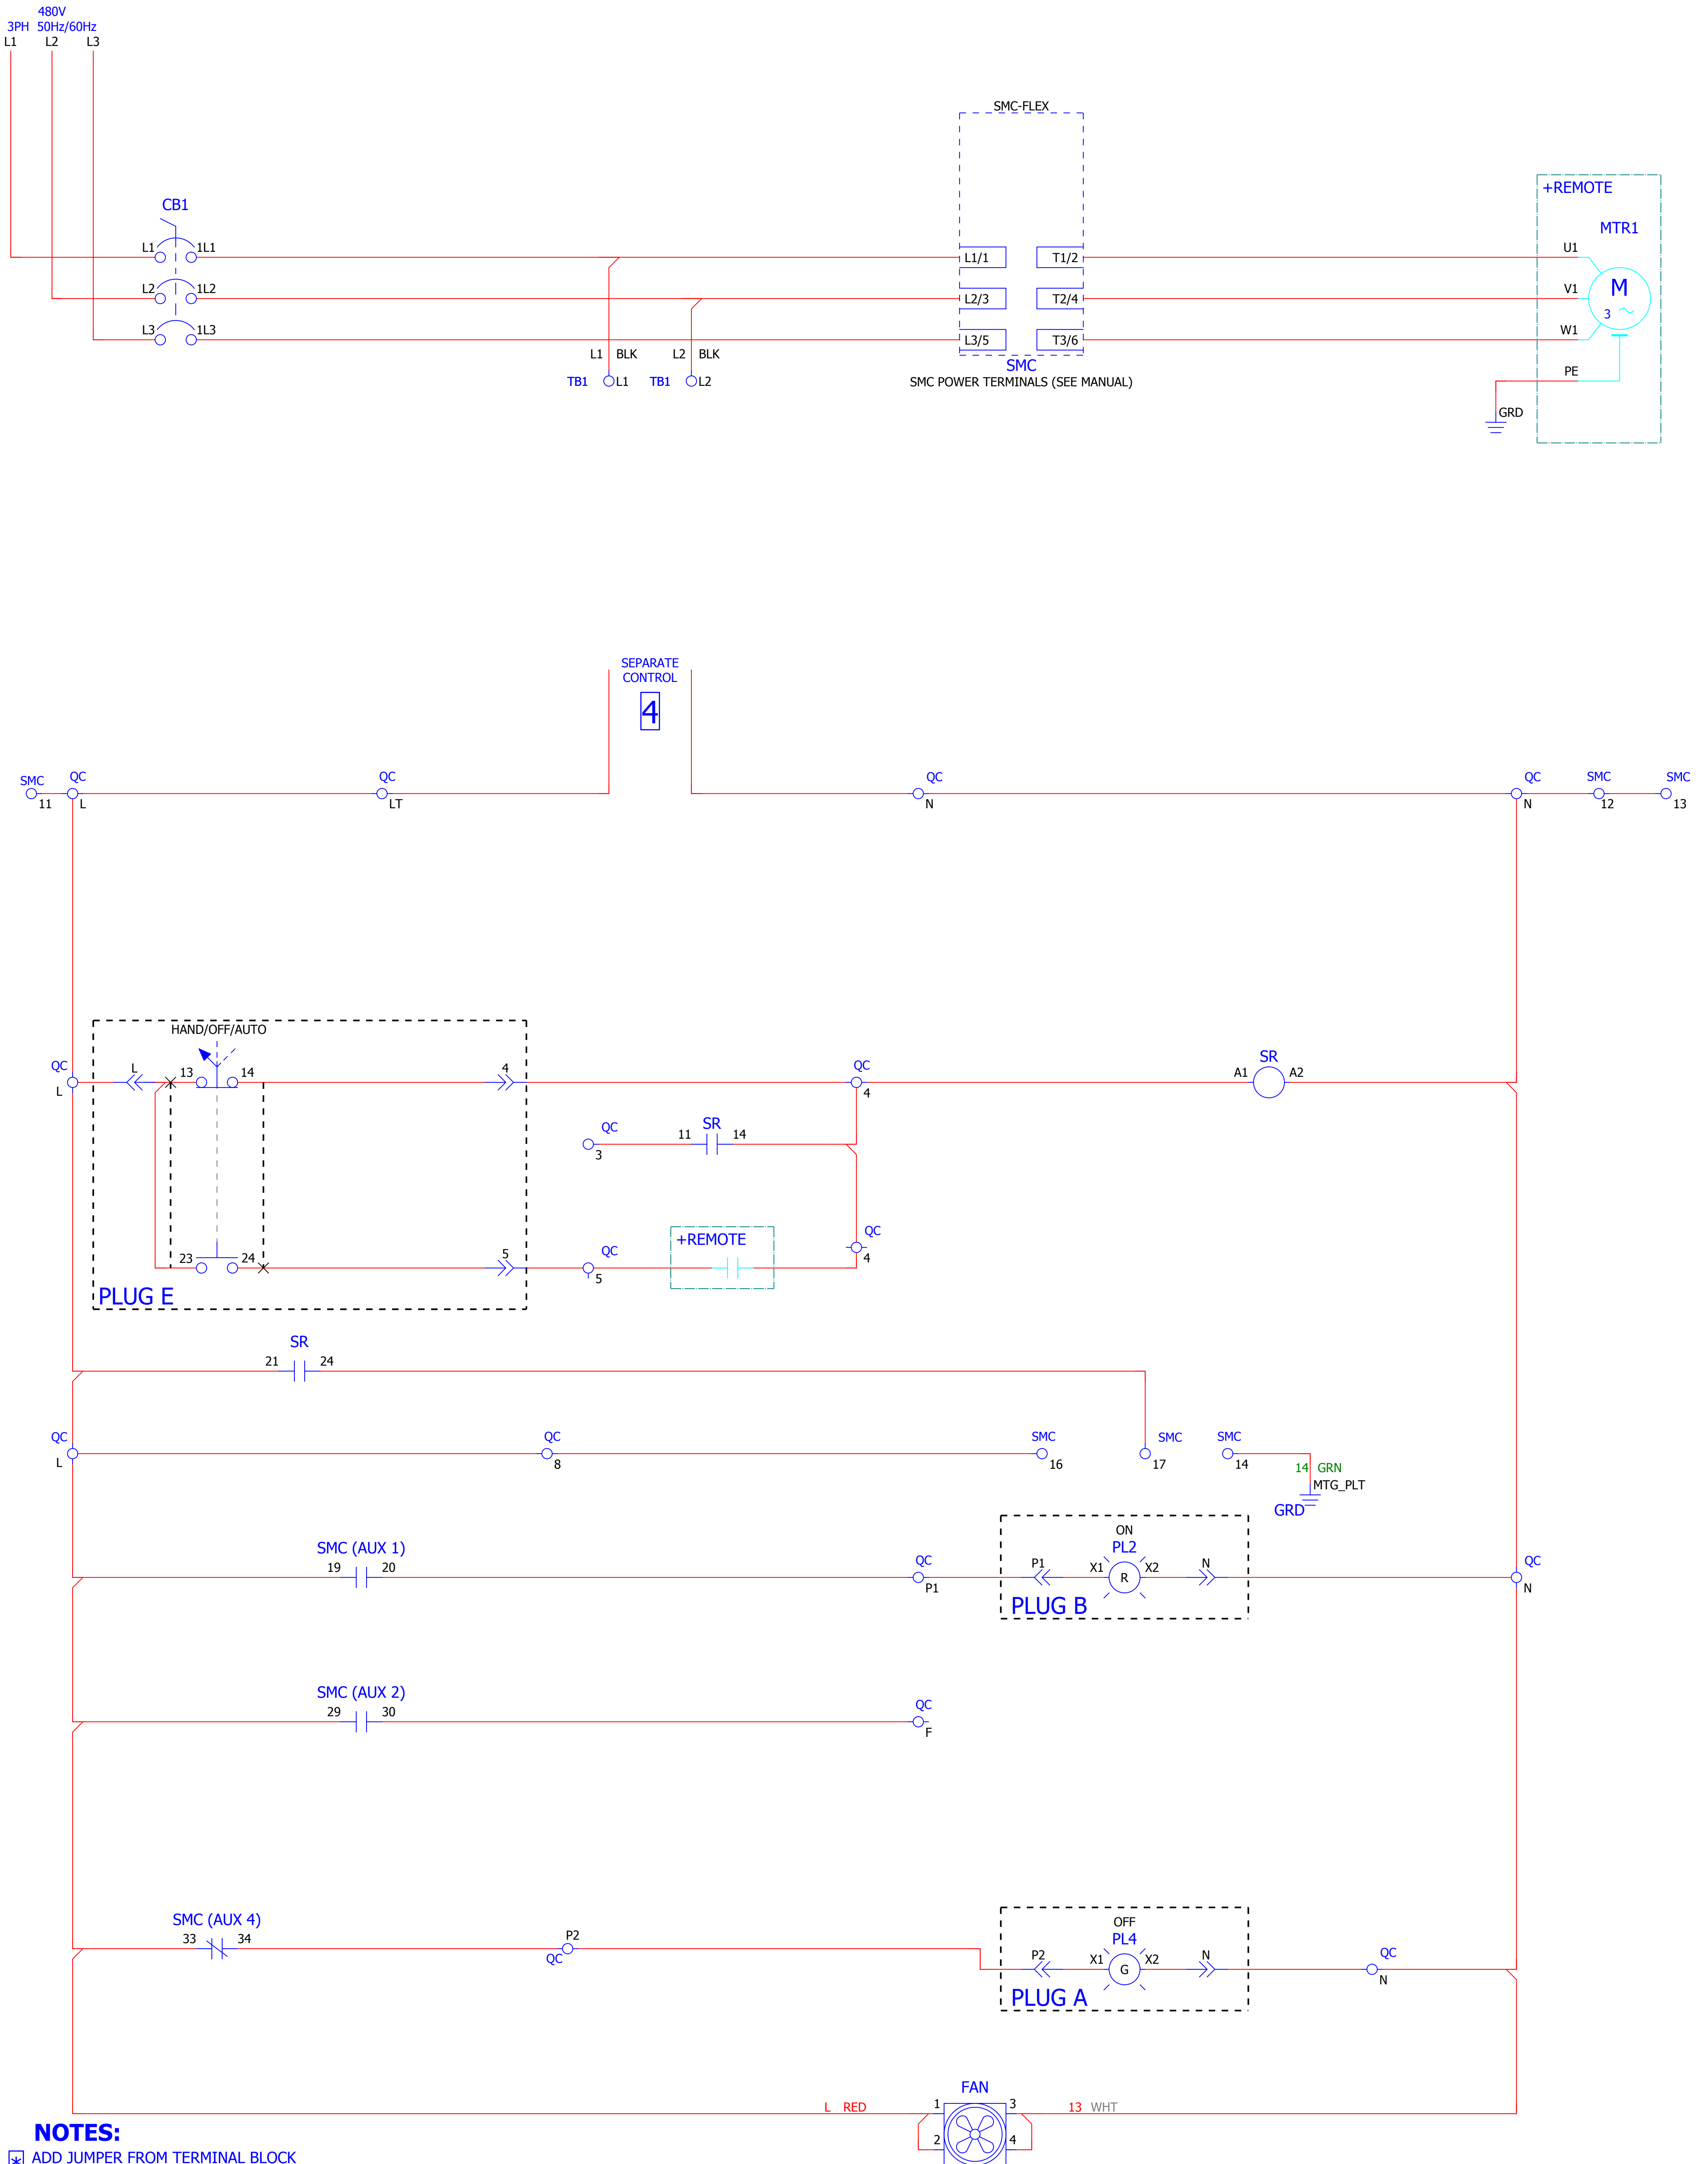 480V
3PH 50Hz/60Hz
L1 L2 L3
SMC-FLEX
+REMOTE
CB1
MTR1
L1 1L1 L1/1 T1/2 U1
L2 1L2 L2/3 T2/4 V1
M
3
L3 1L3 L3/5 T3/6 W1
L1 BLK L2 BLK
SMC
PE
TB1 L1 TB1 L2
SMC POWER TERMINALS (SEE MANUAL)
GRD
SEPARATE
CONTROL
4
SMC QC QC QC QC SMC SMC
11 L LT N N 12 13
HAND/OFF/AUTO
QC L 13 14 4 QC SR
L 4 A1 A2
QC SR
3 11 14
QC
4
+REMOTE
23 24 5 QC
5
PLUG E
SR
21 24
QC QC SMC SMC SMC
L 8 16 17 14
14 GRN
MTG_PLT
GRD
ON
SMC (AUX 1) PL2
19 20 QC P1 X1 R X2 N QC
P1 N
PLUG B
SMC (AUX 2)
29 30 QC
F
SMC (AUX 4) OFF
33 34 P2 PL4
QC P2 X1 G X2 N QC
N
PLUG A
FAN
L RED 1 3 13 WHT
2 4
NOTES:
* ADD JUMPER FROM TERMINAL BLOCK